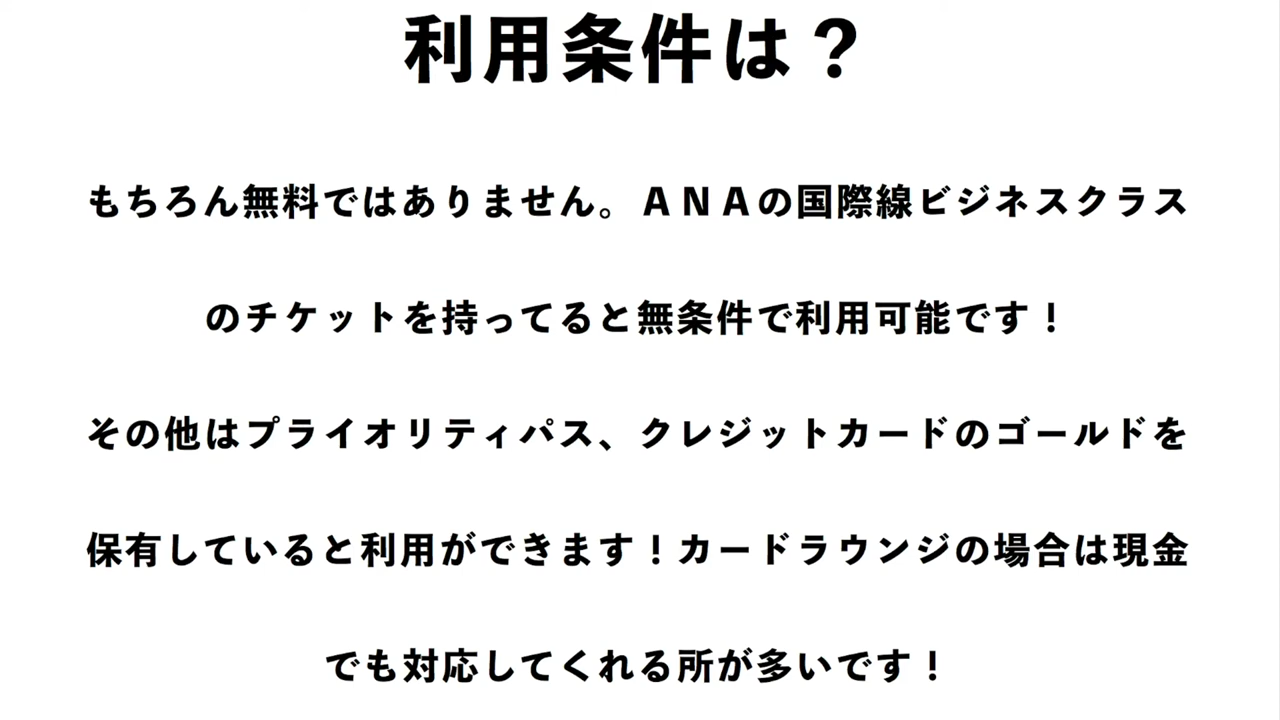 利用条件は？
もちろん無料ではありません。ＡＮＡの国際線ビジネスクラス
のチケットを持ってると無条件で利用可能です！
その他はプライオリティパス、クレジットカードのゴールドを
保有していると利用ができます！カードラウンジの場合は現金
でも対応してくれる所が多いです！